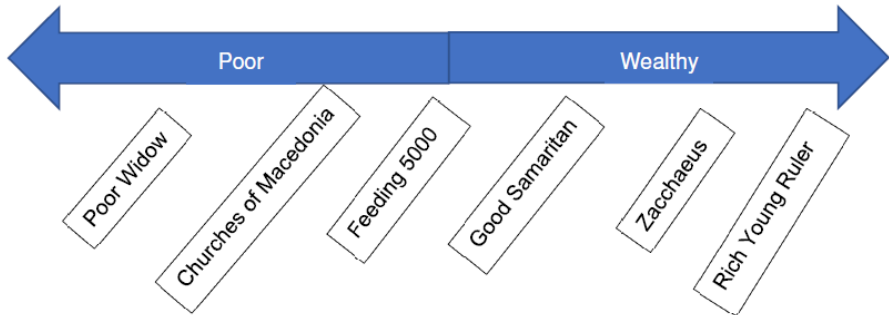 Poor
Wealthy
Poor Widow
Churches of Macedonia
Feeding 5000
Good Samaritan
Zacchaeus
Rich Young Ruler